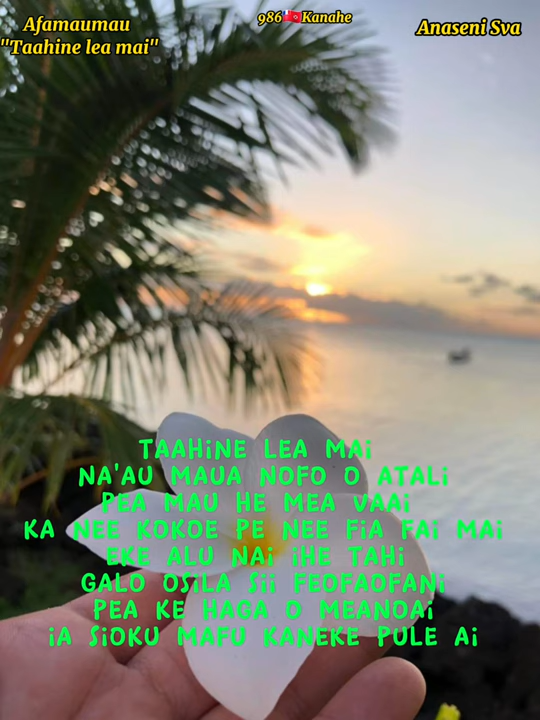 Afamaumau
"Taahine lea mai"
986🇼🇫Kanahe
Anaseni Sva
TAAHiNE LEA MAi
NA'AU MAUA NOFO O ATALi
PEA MAU HE MEA VAAi
KA NEE KOKOE PE NEE FiA FAi MAi
EKE ALU NAi iHE TAHi
GALO OSiLA Sii FEOFAOFANi
PEA KE HAGA O MEANOAi
iA SiOKU MAFU KANEKE PULE Ai